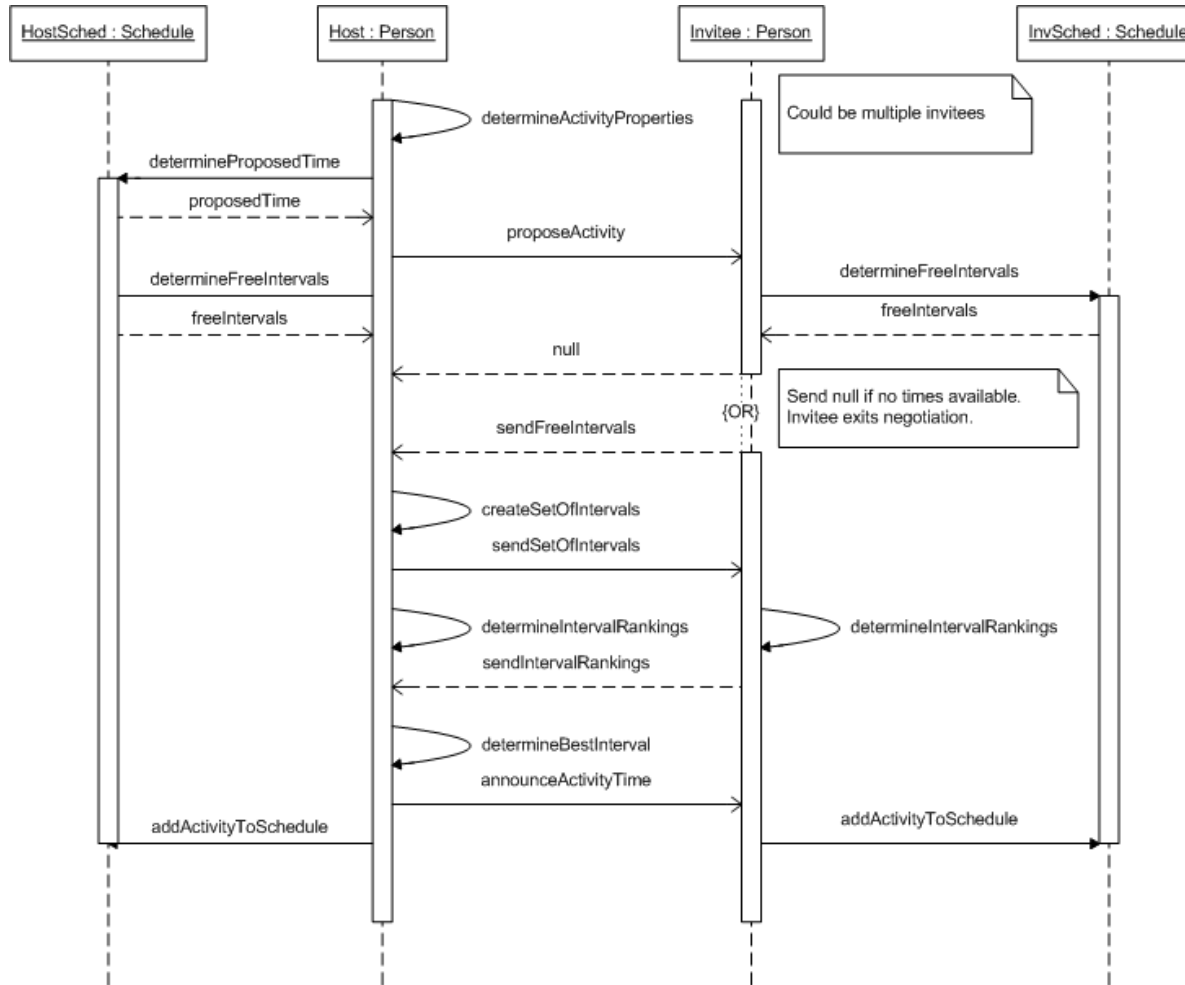 HostSched : Schedule
Host : Person
Invitee : Person
InvSched : Schedule
determineActivityProperties
Could be multiple invitees
determineProposedTime
proposedTime
proposeActivity
determineFreeIntervals
determineFreeIntervals
freeIntervals
freeIntervals
null
Send null if no times available.
Invitee exits negotiation.
{OR}
sendFreeIntervals
createSetOfIntervals
sendSetOfIntervals
determineIntervalRankings
determineIntervalRankings
sendIntervalRankings
determineBestInterval
announceActivityTime
addActivityToSchedule
addActivityToSchedule